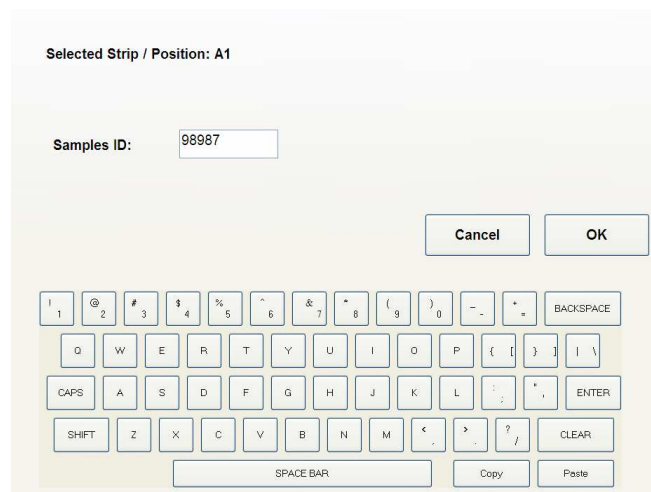 Selected Strip / Position: A1
Samples ID: 98987
Cancel OK
! 1 @ 2 # 3 $ 4 % 5 ^ 6 & 7 * 8 ( 9 ) 0 _ - + = BACKSPACE
Q W E R T Y U I O P { [ } ] | \
CAPS A S D F G H J K L : ; " ' ENTER
SHIFT Z X C V B N M < , > . ? / CLEAR
SPACE BAR Copy Paste